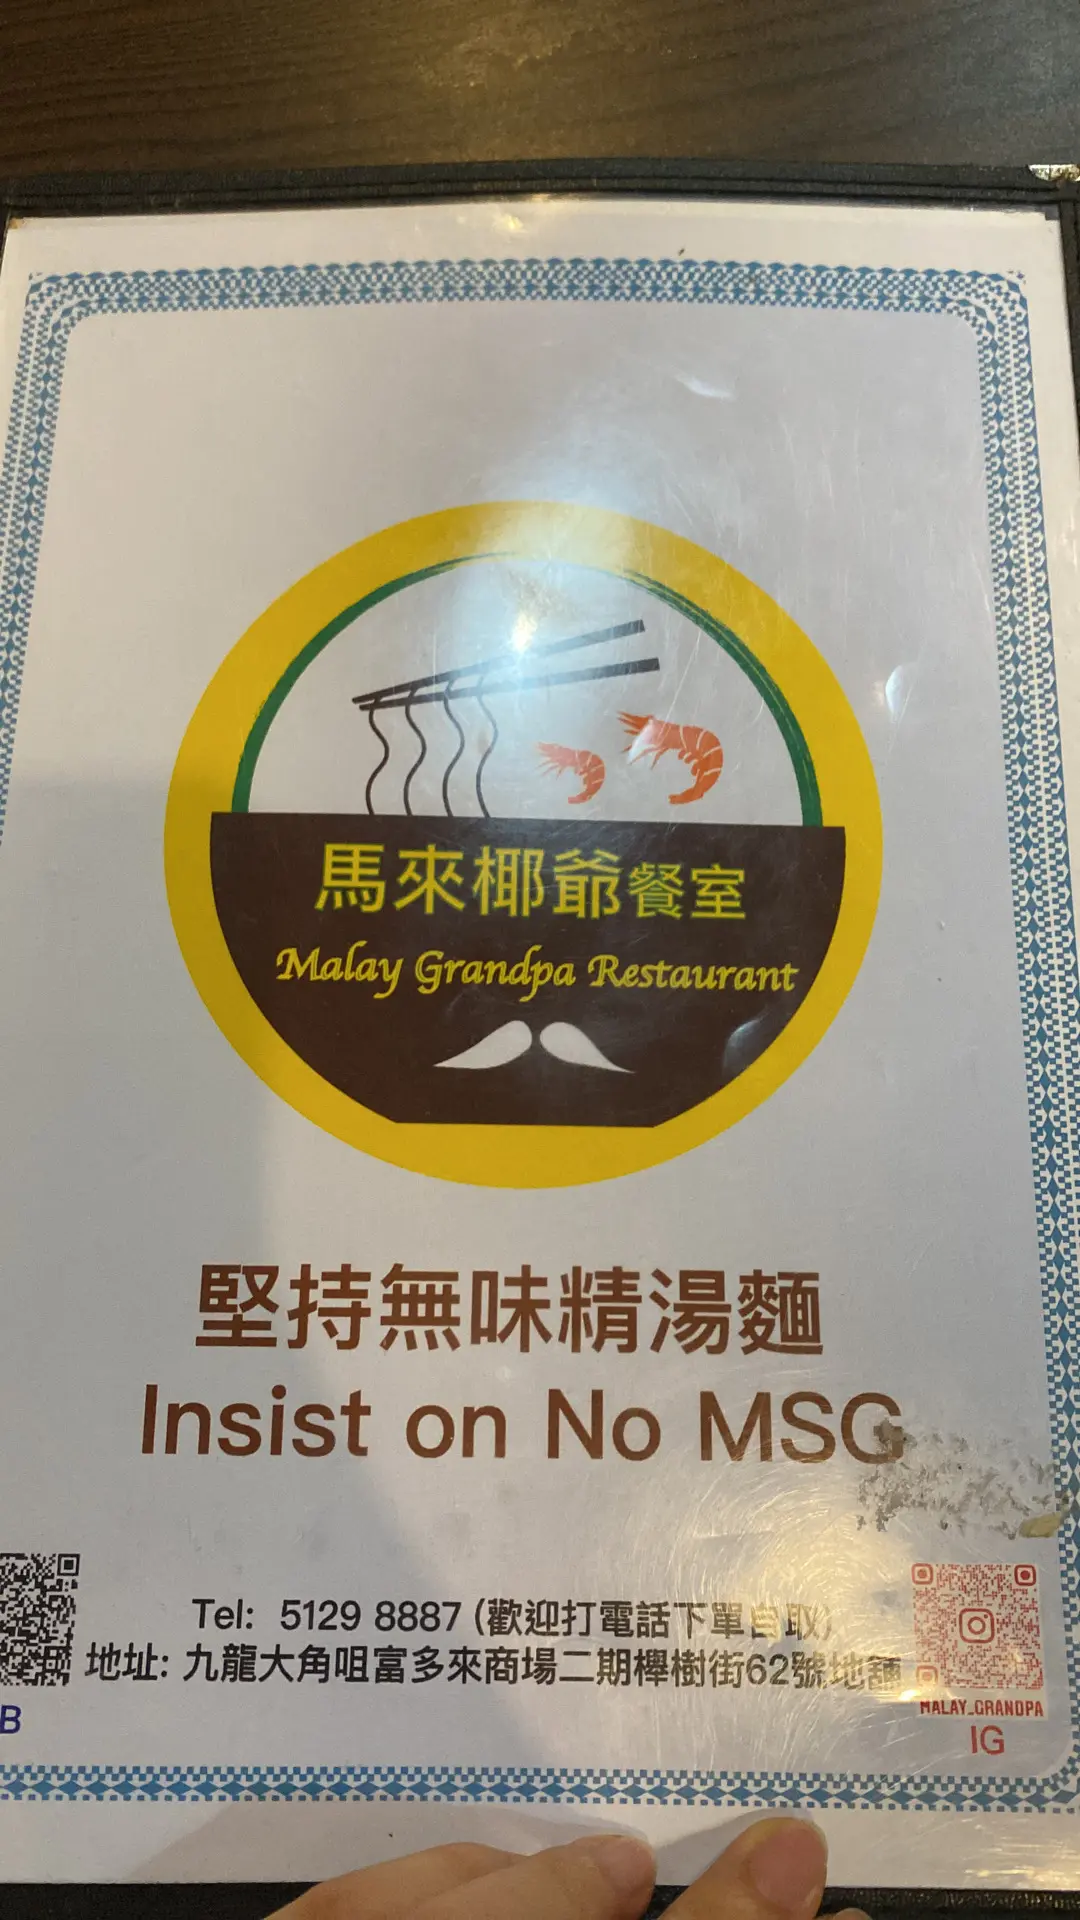 馬來椰爺餐室
Malay Grandpa Restaurant
堅持無味精湯麵
Insist on No MSG
Tel: 5129 8887 (歡迎打電話下單自取)
地址: 九龍大角咀富多來商場二期櫸樹街62號地舖
B
MALAY_GRANDPA
IG